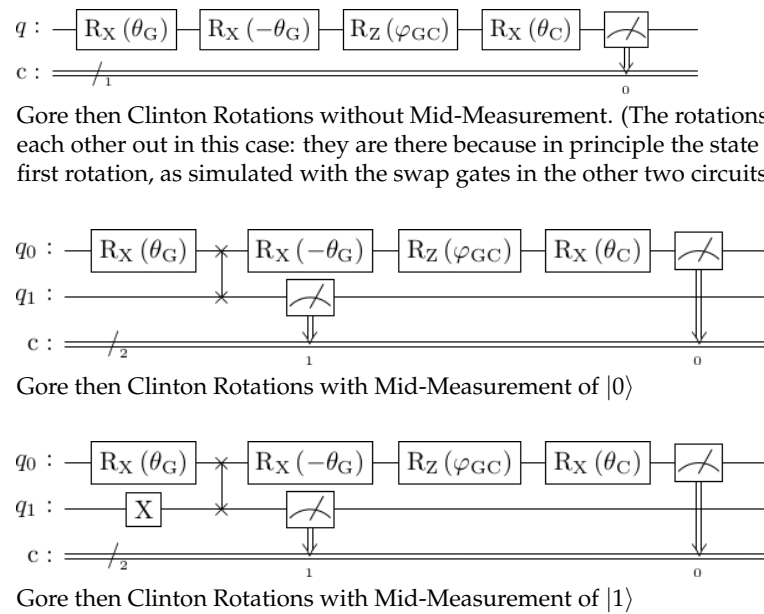 q : R_X (θ_G) R_X (−θ_G) R_Z (φ_GC) R_X (θ_C)
c : 1 0
Gore then Clinton Rotations without Mid-Measurement. (The rotations
each other out in this case: they are there because in principle the state
first rotation, as simulated with the swap gates in the other two circuits
q_0 : R_X (θ_G) R_X (−θ_G) R_Z (φ_GC) R_X (θ_C)
q_1 :
c : 2 1 0
Gore then Clinton Rotations with Mid-Measurement of |0⟩
q_0 : R_X (θ_G) R_X (−θ_G) R_Z (φ_GC) R_X (θ_C)
q_1 : X
c : 2 1 0
Gore then Clinton Rotations with Mid-Measurement of |1⟩